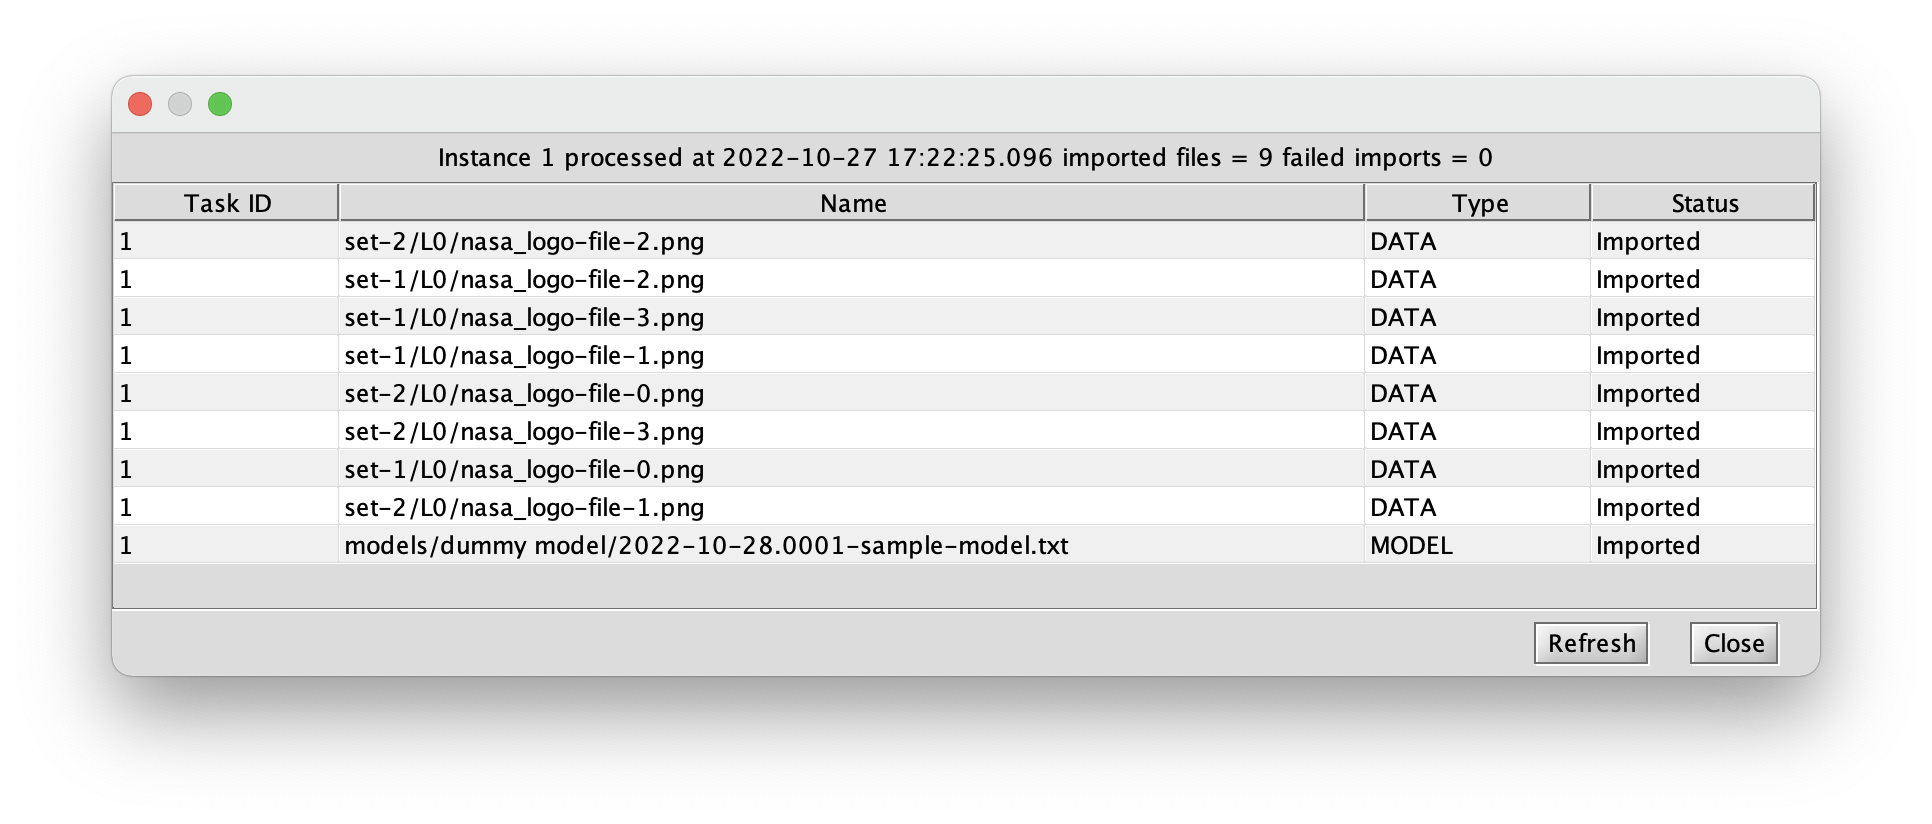 Instance 1 processed at 2022-10-27 17:22:25.096 imported files = 9 failed imports = 0
Task ID Name Type Status
1 set-2/L0/nasa_logo-file-2.png DATA Imported
1 set-1/L0/nasa_logo-file-2.png DATA Imported
1 set-1/L0/nasa_logo-file-3.png DATA Imported
1 set-1/L0/nasa_logo-file-1.png DATA Imported
1 set-2/L0/nasa_logo-file-0.png DATA Imported
1 set-2/L0/nasa_logo-file-3.png DATA Imported
1 set-1/L0/nasa_logo-file-0.png DATA Imported
1 set-2/L0/nasa_logo-file-1.png DATA Imported
1 models/dummy model/2022-10-28.0001-sample-model.txt MODEL Imported
Refresh Close